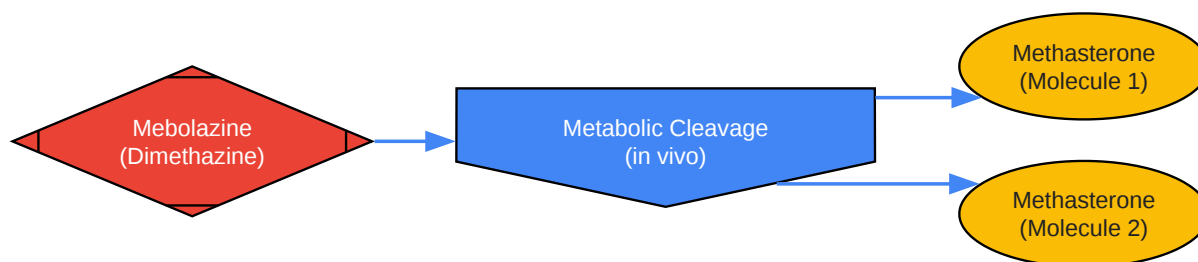 Mebolazine
(Dimethazine)
Metabolic Cleavage
(in vivo)
Methasterone
(Molecule 1)
Methasterone
(Molecule 2)